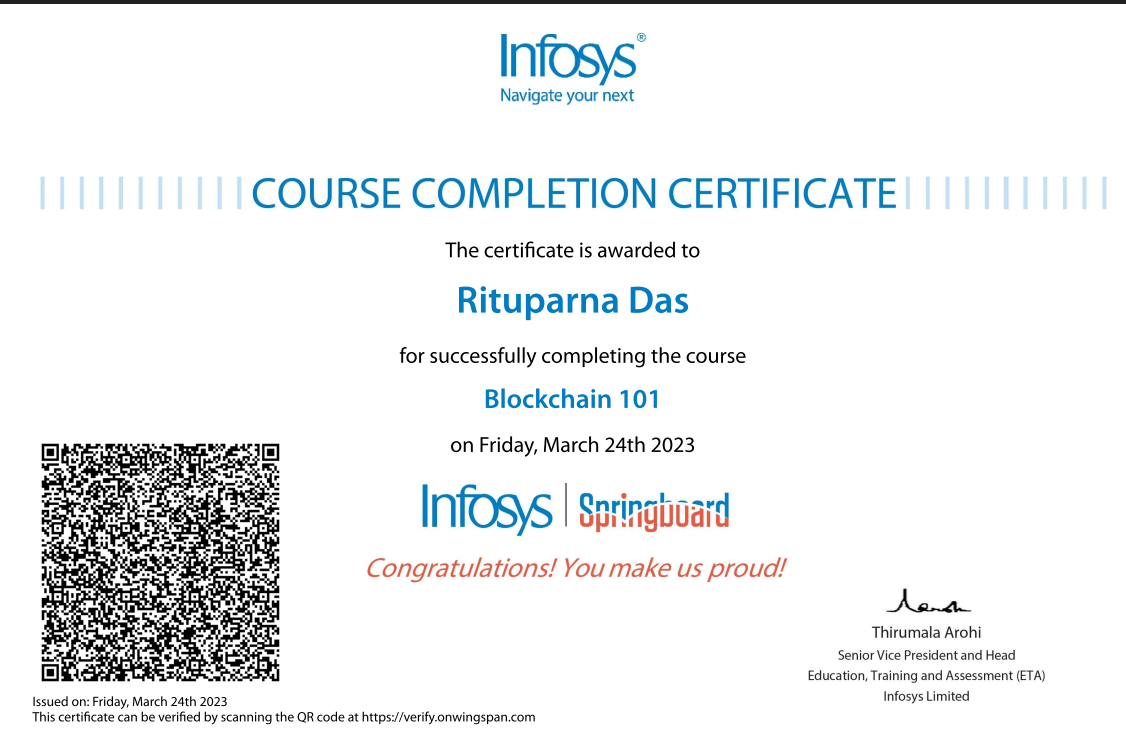 Infosys®
Navigate your next
COURSE COMPLETION CERTIFICATE
The certificate is awarded to
Rituparna Das
for successfully completing the course
Blockchain 101
on Friday, March 24th 2023
Infosys | Springboard
Congratulations! You make us proud!
Thirumala Arohi
Senior Vice President and Head
Education, Training and Assessment (ETA)
Infosys Limited
Issued on: Friday, March 24th 2023
This certificate can be verified by scanning the QR code at https://verify.onwingspan.com